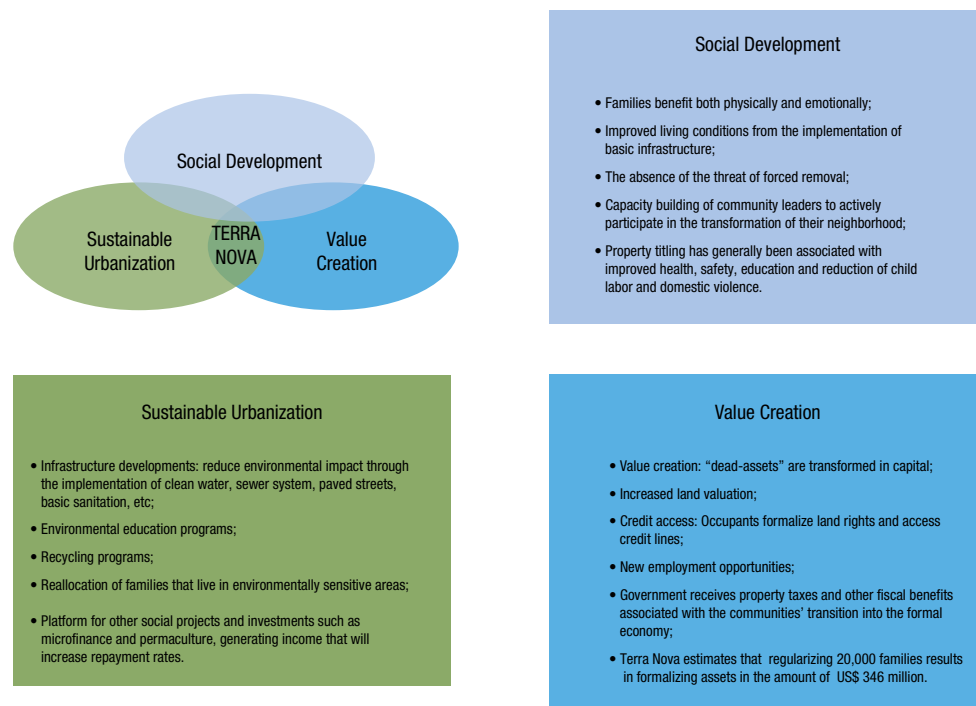 Social Development
Sustainable
Urbanization
TERRA
NOVA
Value
Creation
Social Development
• Families benefit both physically and emotionally;
• Improved living conditions from the implementation of
basic infrastructure;
• The absence of the threat of forced removal;
• Capacity building of community leaders to actively
participate in the transformation of their neighborhood;
• Property titling has generally been associated with
improved health, safety, education and reduction of child
labor and domestic violence.
Sustainable Urbanization
• Infrastructure developments: reduce environmental impact through
the implementation of clean water, sewer system, paved streets,
basic sanitation, etc;
• Environmental education programs;
• Recycling programs;
• Reallocation of families that live in environmentally sensitive areas;
• Platform for other social projects and investments such as
microfinance and permaculture, generating income that will
increase repayment rates.
Value Creation
• Value creation: “dead-assets” are transformed in capital;
• Increased land valuation;
• Credit access: Occupants formalize land rights and access
credit lines;
• New employment opportunities;
• Government receives property taxes and other fiscal benefits
associated with the communities’ transition into the formal
economy;
• Terra Nova estimates that regularizing 20,000 families results
in formalizing assets in the amount of US$ 346 million.